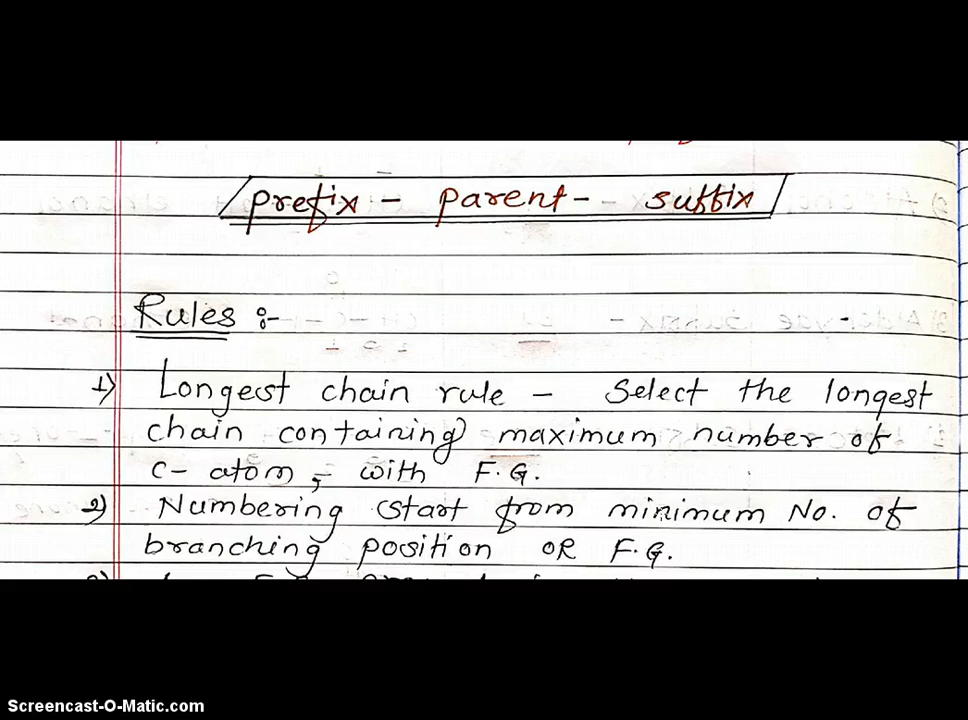 prefix - parent - suffix
Rules :-
1) Longest chain rule - Select the longest
chain containing maximum number of
C- atom, with F.G.
2) Numbering start from minimum No. of
branching position OR F.G.
Screencast-O-Matic.com